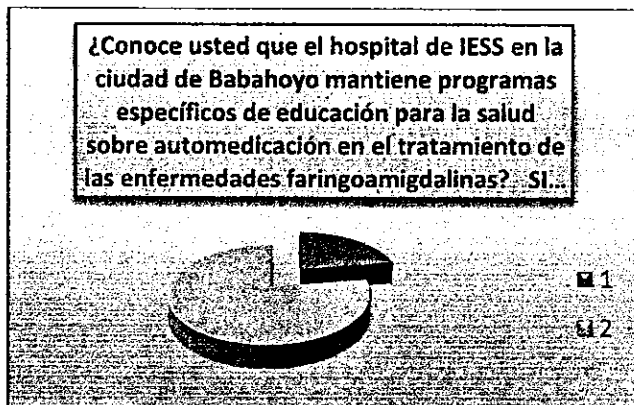 ¿Conoce usted que el hospital de IESS en la
ciudad de Babahoyo mantiene programas
específicos de educación para la salud
sobre automedicación en el tratamiento de
las enfermedades faringoamigdalinas? SI...
1
2